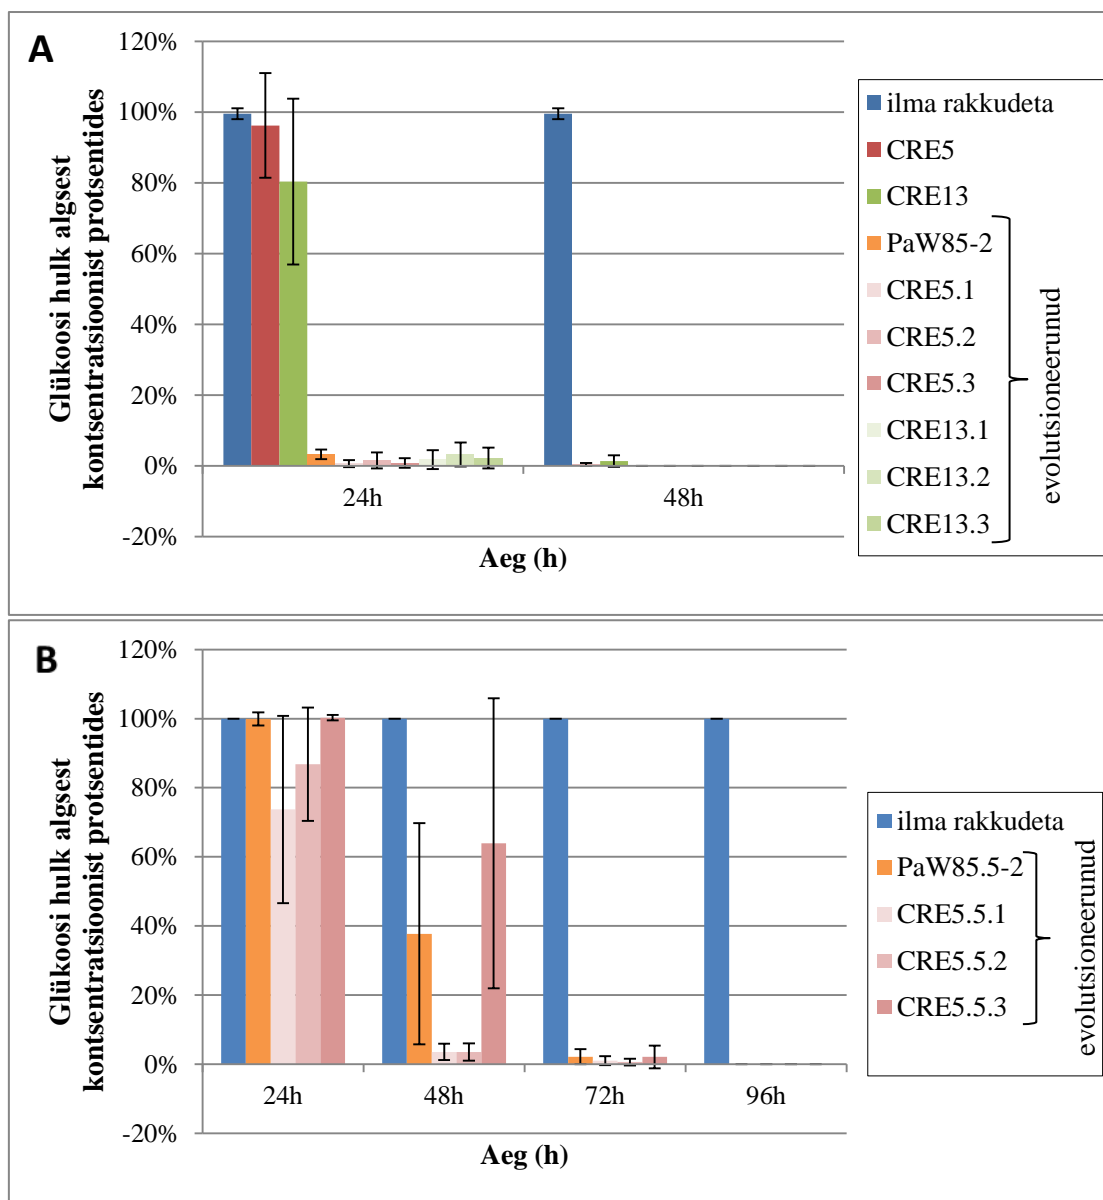 A
120%
100%
80%
60%
40%
20%
0%
-20%
Glükoosi hulk algsest
kontsentratsioonist protsentides
24h
48h
Aeg (h)
ilma rakkudeta
CRE5
CRE13
PaW85-2
CRE5.1
CRE5.2
CRE5.3
CRE13.1
CRE13.2
CRE13.3
evolutsioneerunud
B
120%
100%
80%
60%
40%
20%
0%
-20%
Glükoosi hulk algsest
kontsentratsioonist protsentides
24h
48h
72h
96h
Aeg (h)
ilma rakkudeta
PaW85.5-2
CRE5.5.1
CRE5.5.2
CRE5.5.3
evolutsioneerunud